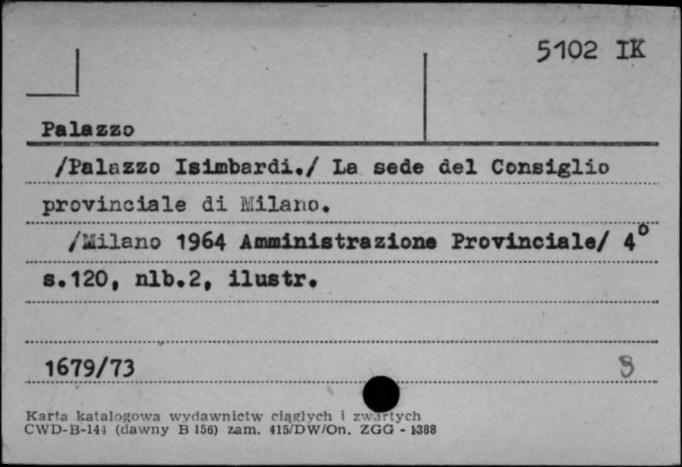 5102 IK
Palazzo
/Palazzo Isimbardi./ La sede del Consiglio
provinciale di Milano.
/Milano 1964 Amministrazione Provinciale/ 4°
s.120, nlb.2, ilustr.
1679/73 3
Karta katalogowa wydawnictw ciągłych i zwartych
CWD-B-144 (dawny B 156) zam. 415/DW/On. ZGG - 1388